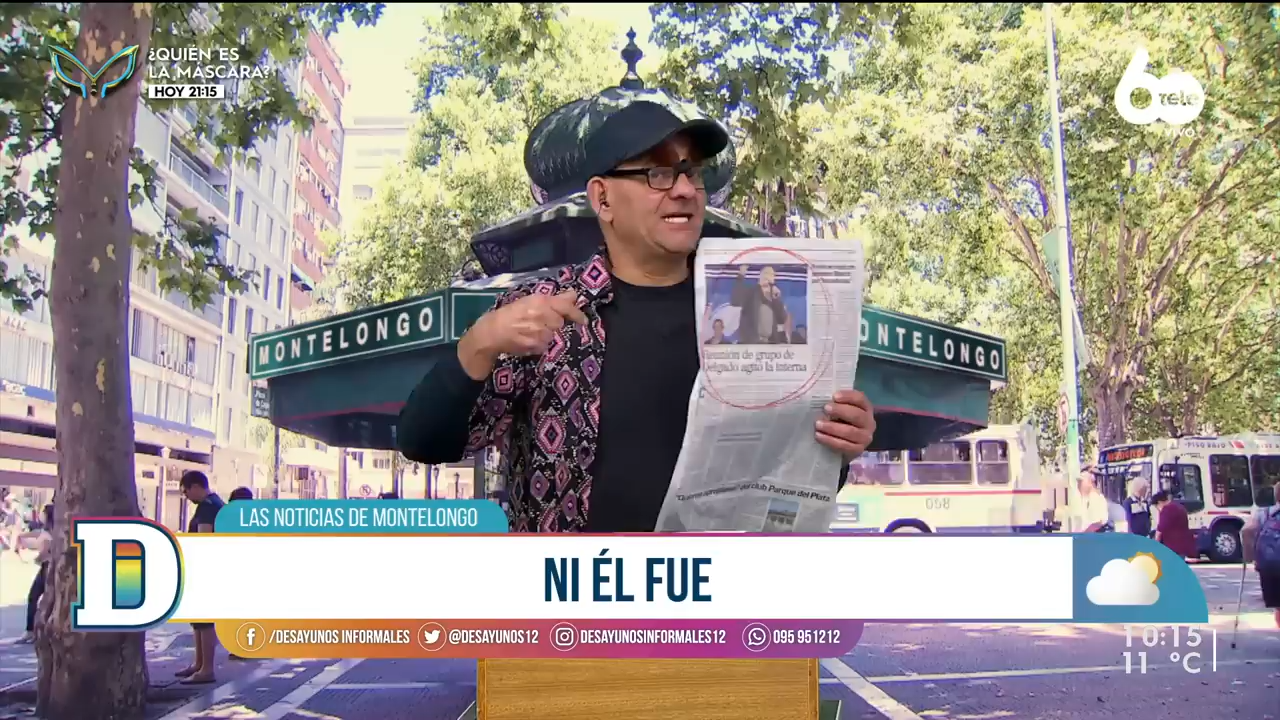 ¿QUIÉN ES
LA MÁSCARA?
HOY 21:15
60
tele
VIVO
MONTELONGO
MONTELONGO
Reunión de grupo de
Delgado agitó la interna
del club Parque del Plata
098
LAS NOTICIAS DE MONTELONGO
D
NI ÉL FUE
/DESAYUNOS INFORMALES
@DESAYUNOS12
DESAYUNOSINFORMALES12
095 951212
10:15
11 °C